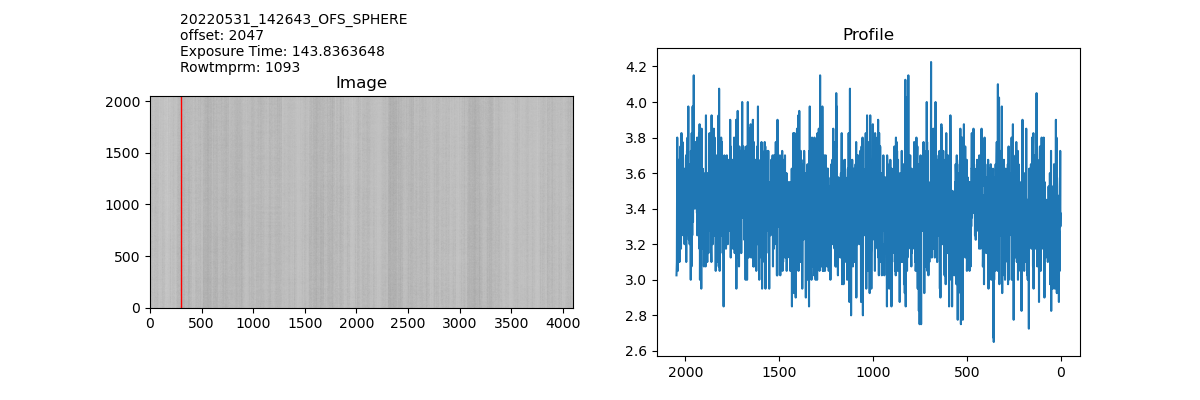 20220531_142643_OFS_SPHERE
offset: 2047
Exposure Time: 143.8363648
Rowtmprm: 1093
Image
2000
1500
1000
500
0
0 500 1000 1500 2000 2500 3000 3500 4000
Profile
4.2
4.0
3.8
3.6
3.4
3.2
3.0
2.8
2.6
2000 1500 1000 500 0